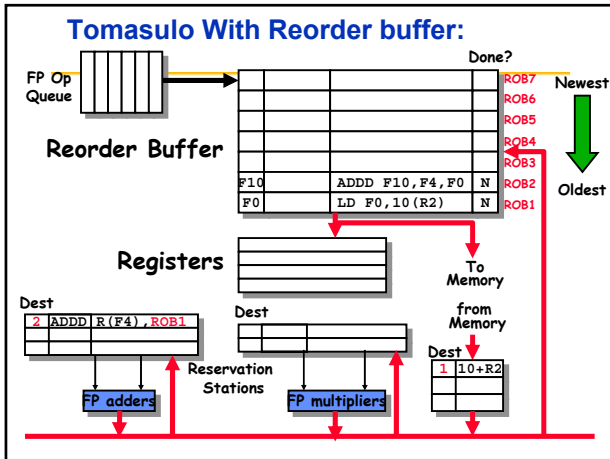 Tomasulo With Reorder buffer:
Done?
FP Op
Queue
ROB7
Newest
ROB6
ROB5
ROB4
Reorder Buffer
ROB3
F10 ADDD F10,F4,F0 N ROB2
Oldest
F0 LD F0,10(R2) N ROB1
Registers
To
Memory
Dest
2 ADDD R(F4),ROB1
Dest
from
Memory
Dest
1 10+R2
Reservation
Stations
FP adders
FP multipliers